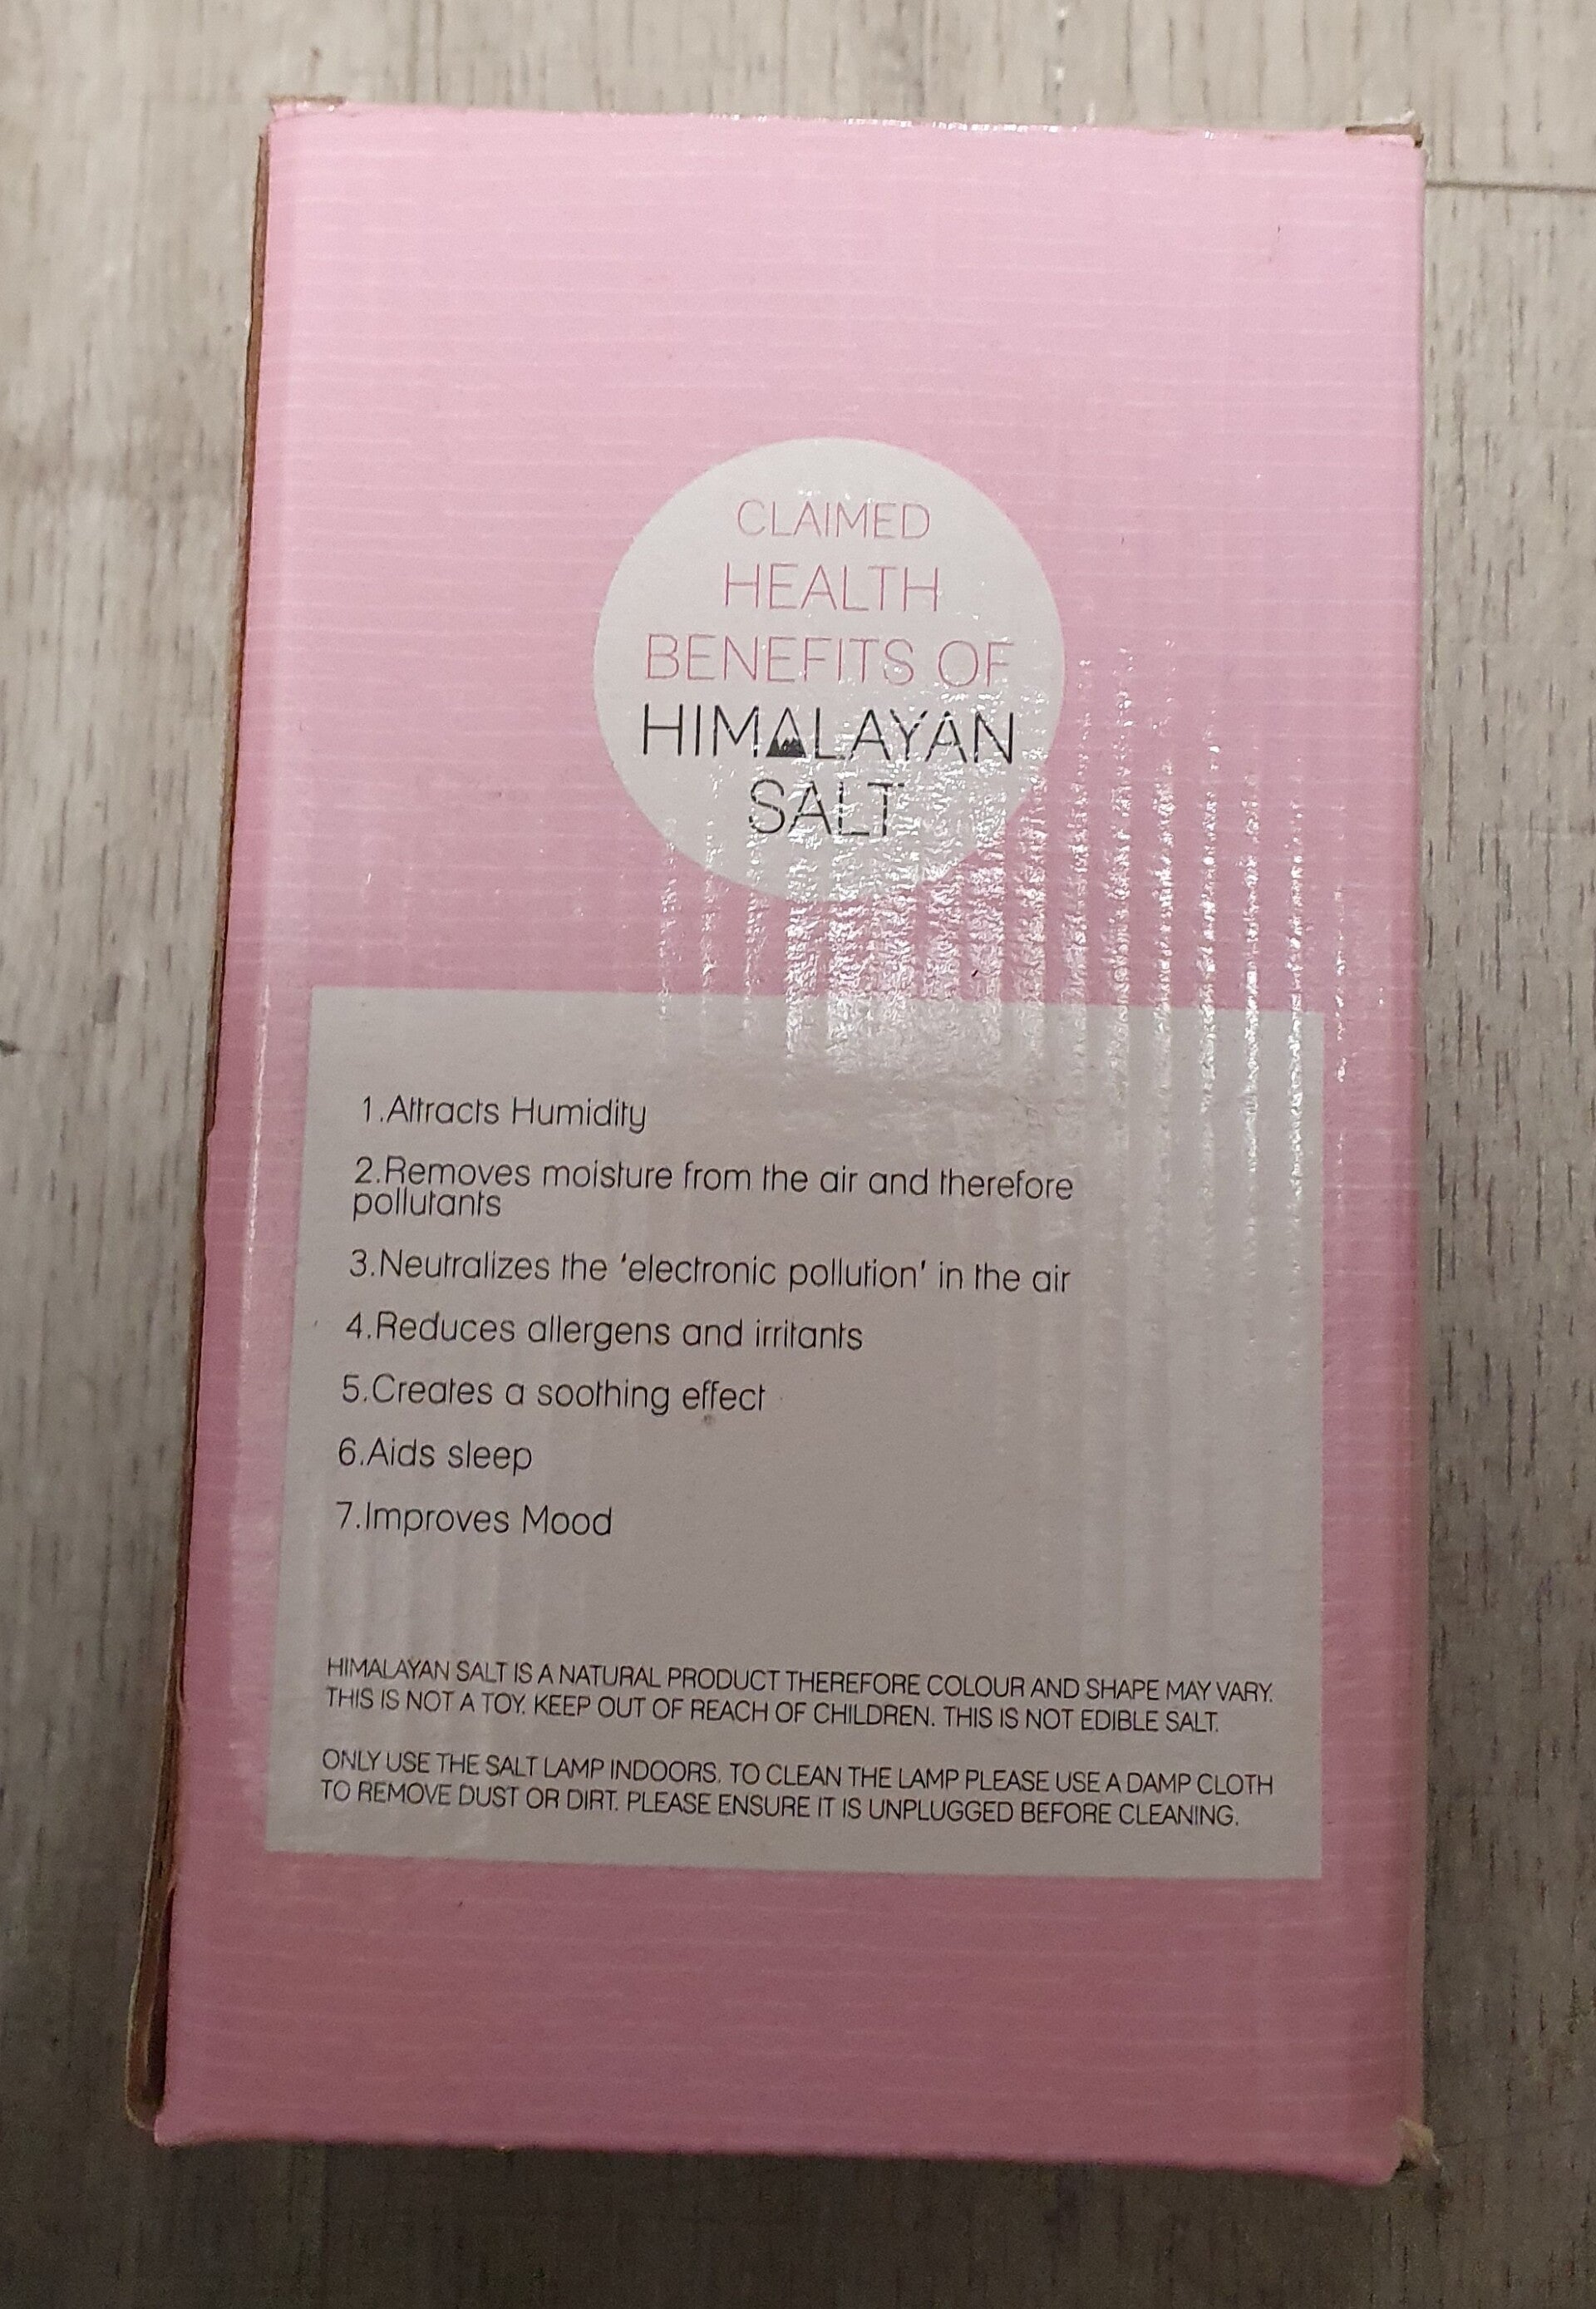 CLAIMED
HEALTH
BENEFITS OF
HIMALAYAN
SALT
1.Attracts Humidity
2.Removes moisture from the air and therefore
pollutants
3.Neutralizes the 'electronic pollution' in the air
4.Reduces allergens and irritants
5.Creates a soothing effect
6.Aids sleep
7.Improves Mood
HIMALAYAN SALT IS A NATURAL PRODUCT THEREFORE COLOUR AND SHAPE MAY VARY.
THIS IS NOT A TOY. KEEP OUT OF REACH OF CHILDREN. THIS IS NOT EDIBLE SALT.
ONLY USE THE SALT LAMP INDOORS. TO CLEAN THE LAMP PLEASE USE A DAMP CLOTH
TO REMOVE DUST OR DIRT. PLEASE ENSURE IT IS UNPLUGGED BEFORE CLEANING.